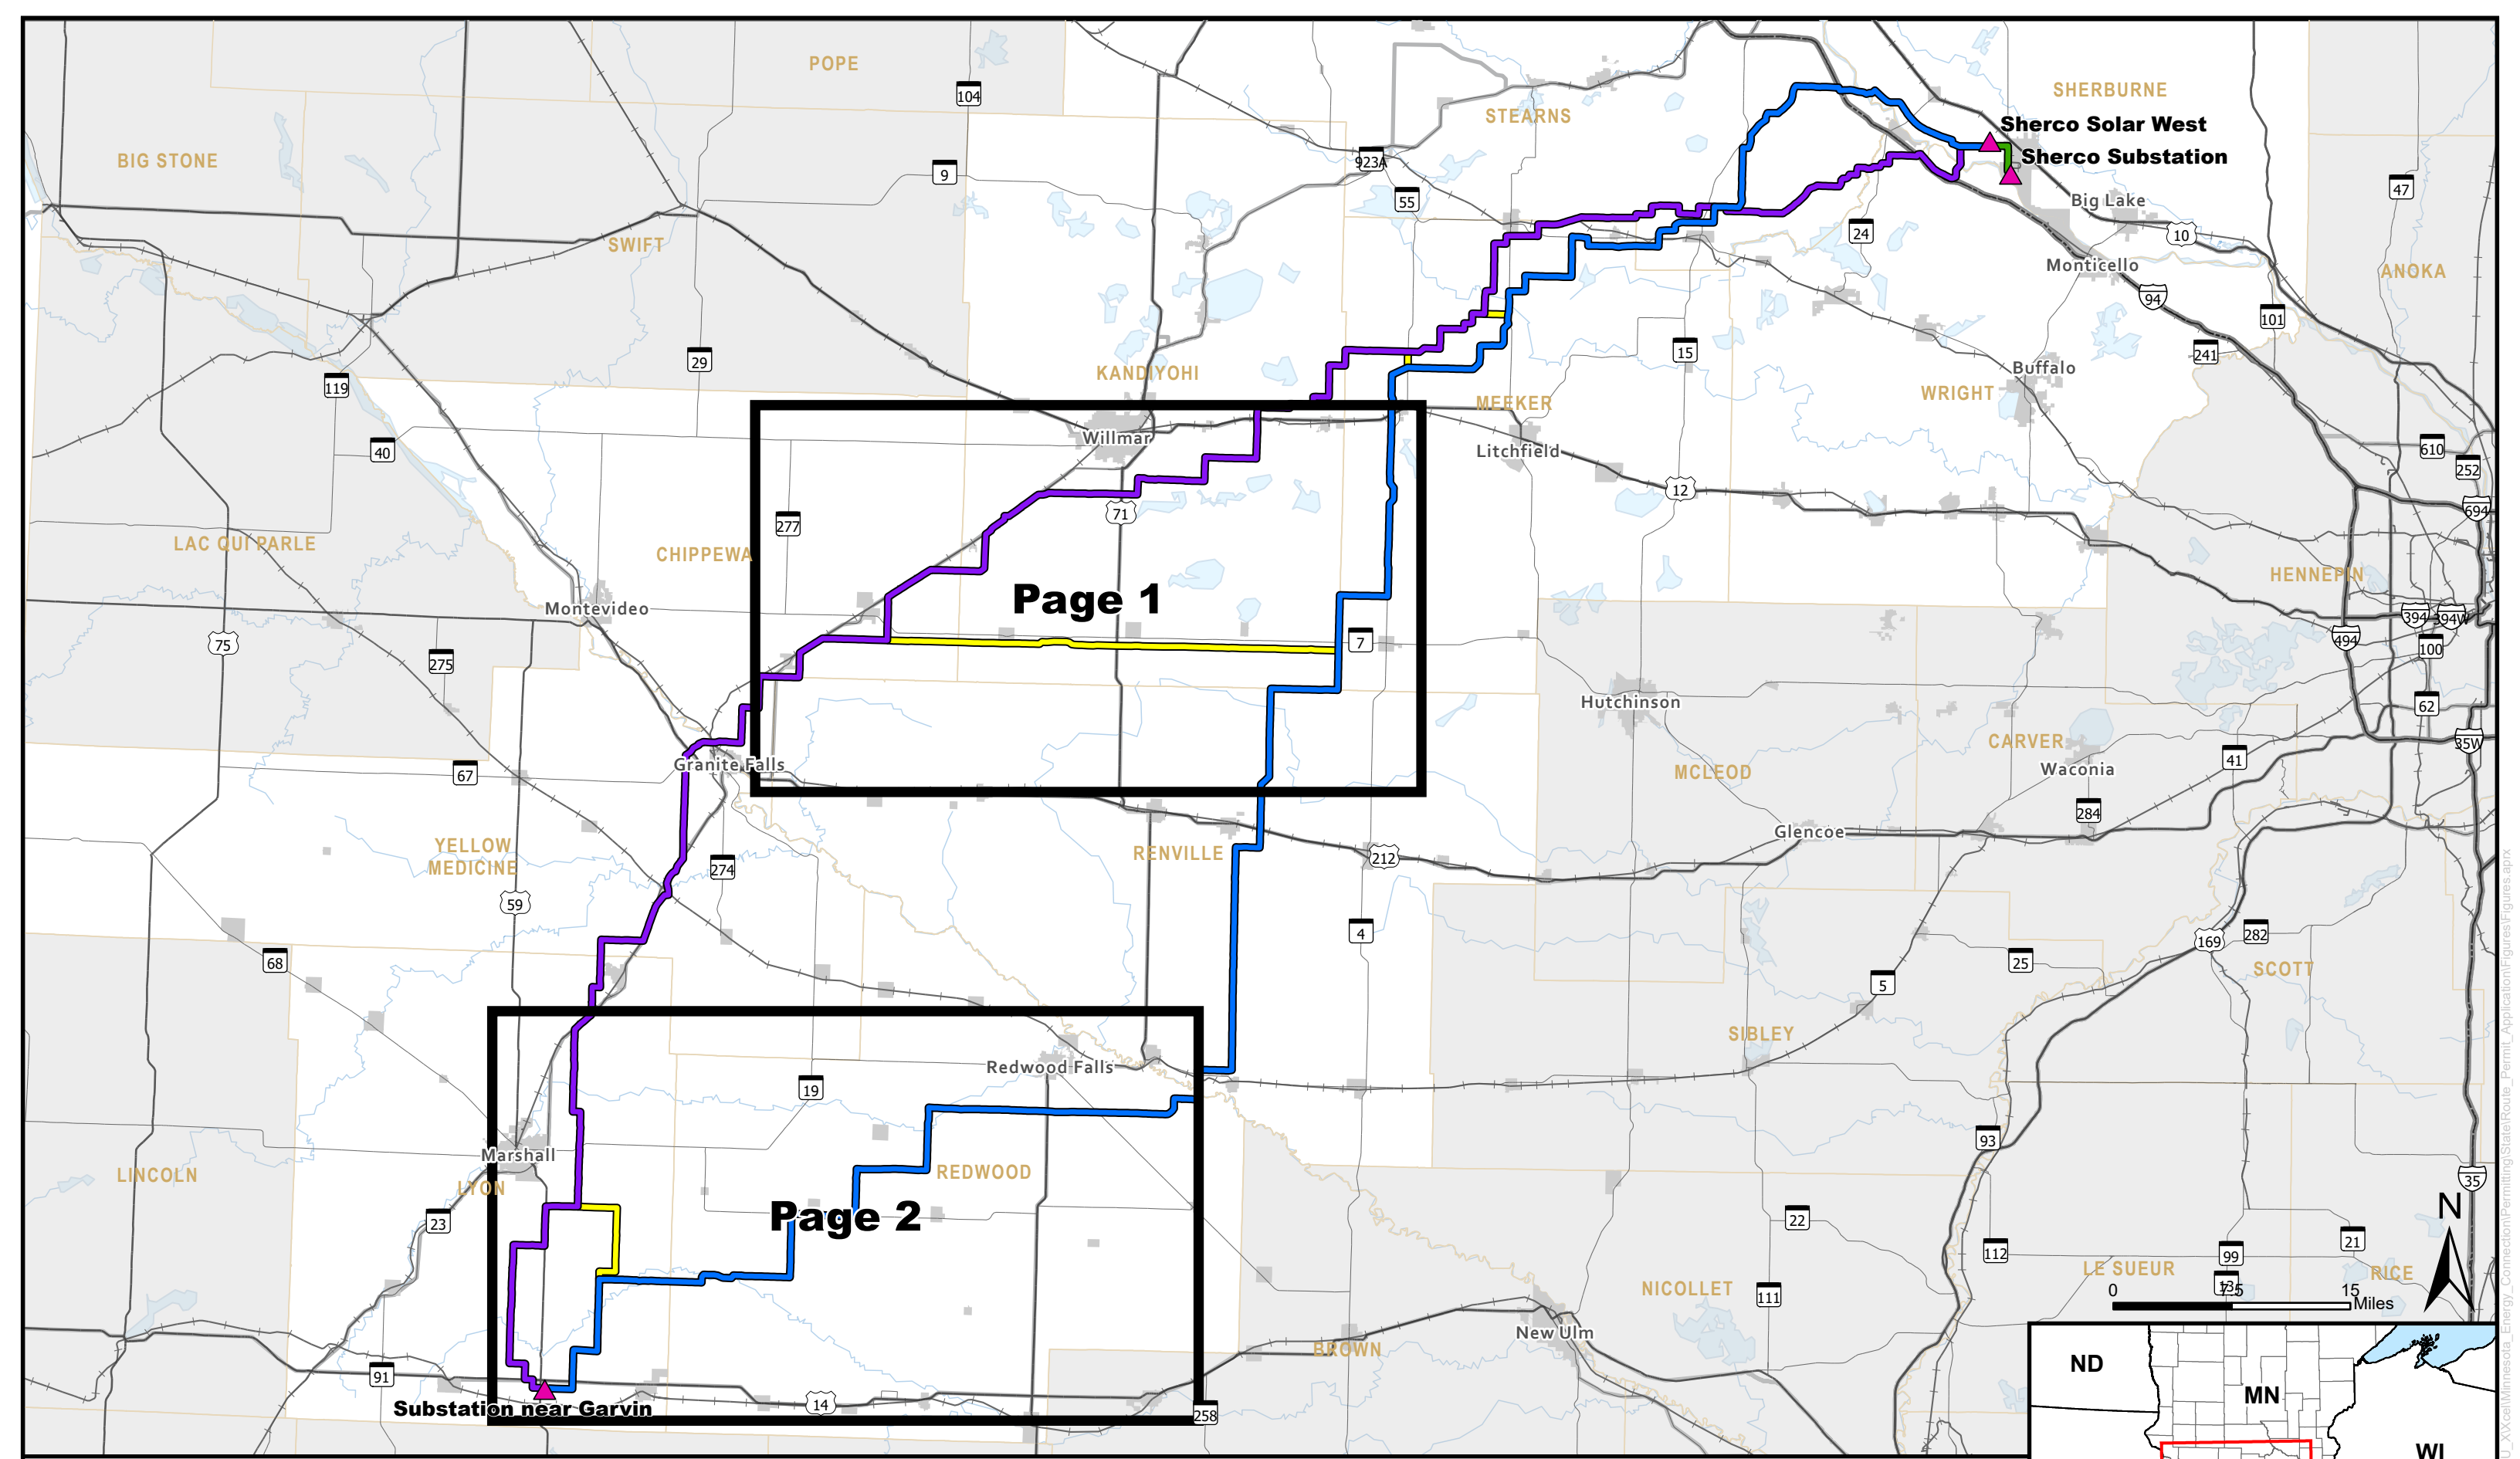 POPE
104
SHERBURNE
STEARNS
Sherco Solar West
BIG STONE
923A
Sherco Substation
9
55
47
Big Lake
24
10
SWIFT
Monticello
ANOKA
94
101
15
241
29
KANDIYOHI
Buffalo
119
WRIGHT
MEEKER
Willmar
40
Litchfield
610
252
12
694
71
277
LAC QUI PARLE
CHIPPEWA
HENNEPIN
Page 1
Montevideo
394
394W
494
75
7
100
275
Hutchinson
62
CARVER
35W
Granite Falls
67
MCLEOD
Waconia
41
284
YELLOW
MEDICINE
RENVILLE
Glencoe
212
274
59
4
169
282
68
25
SCOTT
5
SIBLEY
Redwood Falls
19
93
Marshall
LINCOLN
LYON
REDWOOD
35
N
23
Page 2
22
21
112
99
LE SUEUR
RICE
NICOLLET
111
13
0
7.5
15
Miles
New Ulm
BROWN
91
ND
MN
Substation near Garvin
14
258
WI